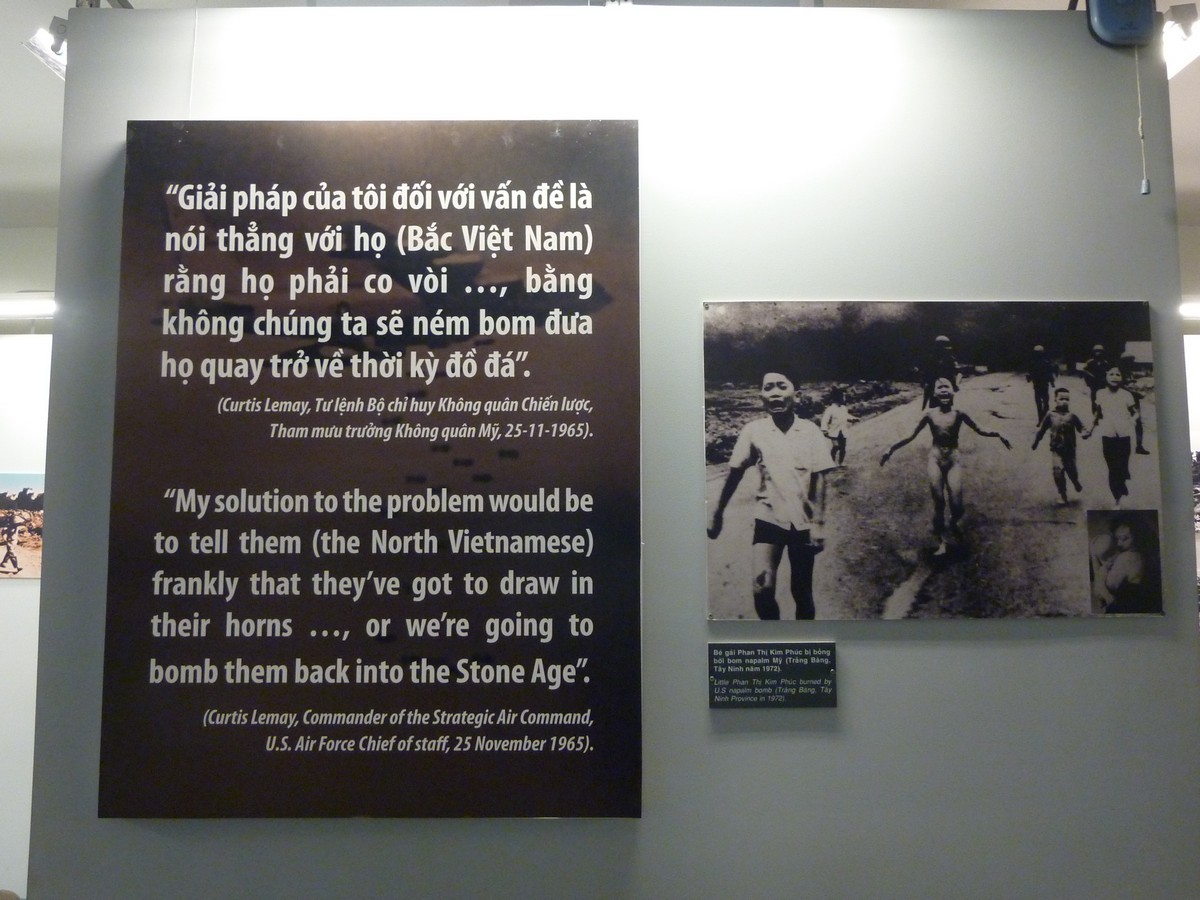 “Giải pháp của tôi đối với vấn đề là
nói thẳng với họ (Bắc Việt Nam)
rằng họ phải co vòi ..., bằng
không chúng ta sẽ ném bom đưa
họ quay trở về thời kỳ đồ đá”.
(Curtis Lemay, Tư lệnh Bộ chỉ huy Không quân Chiến lược,
Tham mưu trưởng Không quân Mỹ, 25-11-1965).
“My solution to the problem would be
to tell them (the North Vietnamese)
frankly that they’ve got to draw in
their horns ..., or we’re going to
bomb them back into the Stone Age”.
(Curtis Lemay, Commander of the Strategic Air Command,
U.S. Air Force Chief of staff, 25 November 1965).
Bé gái Phan Thị Kim Phúc bị bỏng
bởi bom napalm Mỹ (Trảng Bàng,
Tây Ninh năm 1972).
Little Phan Thị Kim Phúc burned by
U.S napalm bomb (Trảng Bàng, Tây
Ninh Province in 1972).